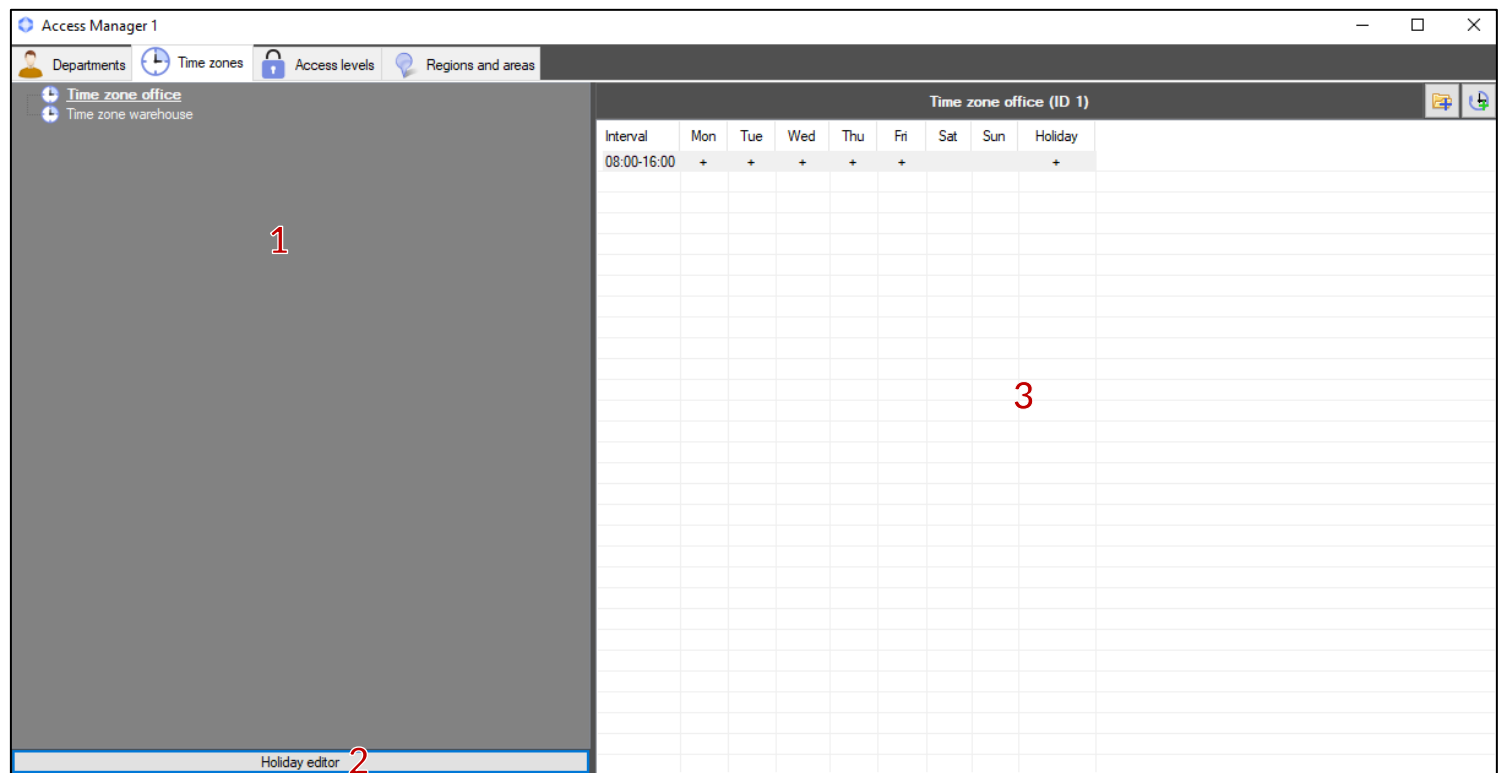 Access Manager 1
Departments Time zones Access levels Regions and areas
Time zone office
Time zone warehouse
1
Holiday editor 2
Time zone office (ID 1)
Interval Mon Tue Wed Thu Fri Sat Sun Holiday
08:00-16:00 + + + + + +
3